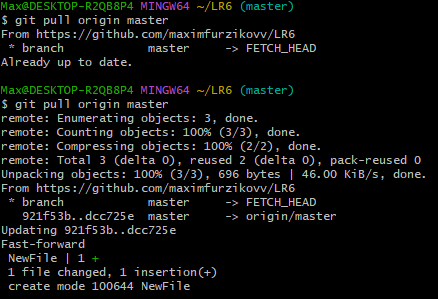 Max@DESKTOP-R2QB8P4 MINGW64 ~/LR6 (master)
$ git pull origin master
From https://github.com/maximfurzikovv/LR6
 * branch            master     -> FETCH_HEAD
Already up to date.

Max@DESKTOP-R2QB8P4 MINGW64 ~/LR6 (master)
$ git pull origin master
remote: Enumerating objects: 3, done.
remote: Counting objects: 100% (3/3), done.
remote: Compressing objects: 100% (2/2), done.
remote: Total 3 (delta 0), reused 2 (delta 0), pack-reused 0
Unpacking objects: 100% (3/3), 696 bytes | 46.00 KiB/s, done.
From https://github.com/maximfurzikovv/LR6
 * branch            master     -> FETCH_HEAD
   921f53b..dcc725e  master     -> origin/master
Updating 921f53b..dcc725e
Fast-forward
 NewFile | 1 +
 1 file changed, 1 insertion(+)
 create mode 100644 NewFile